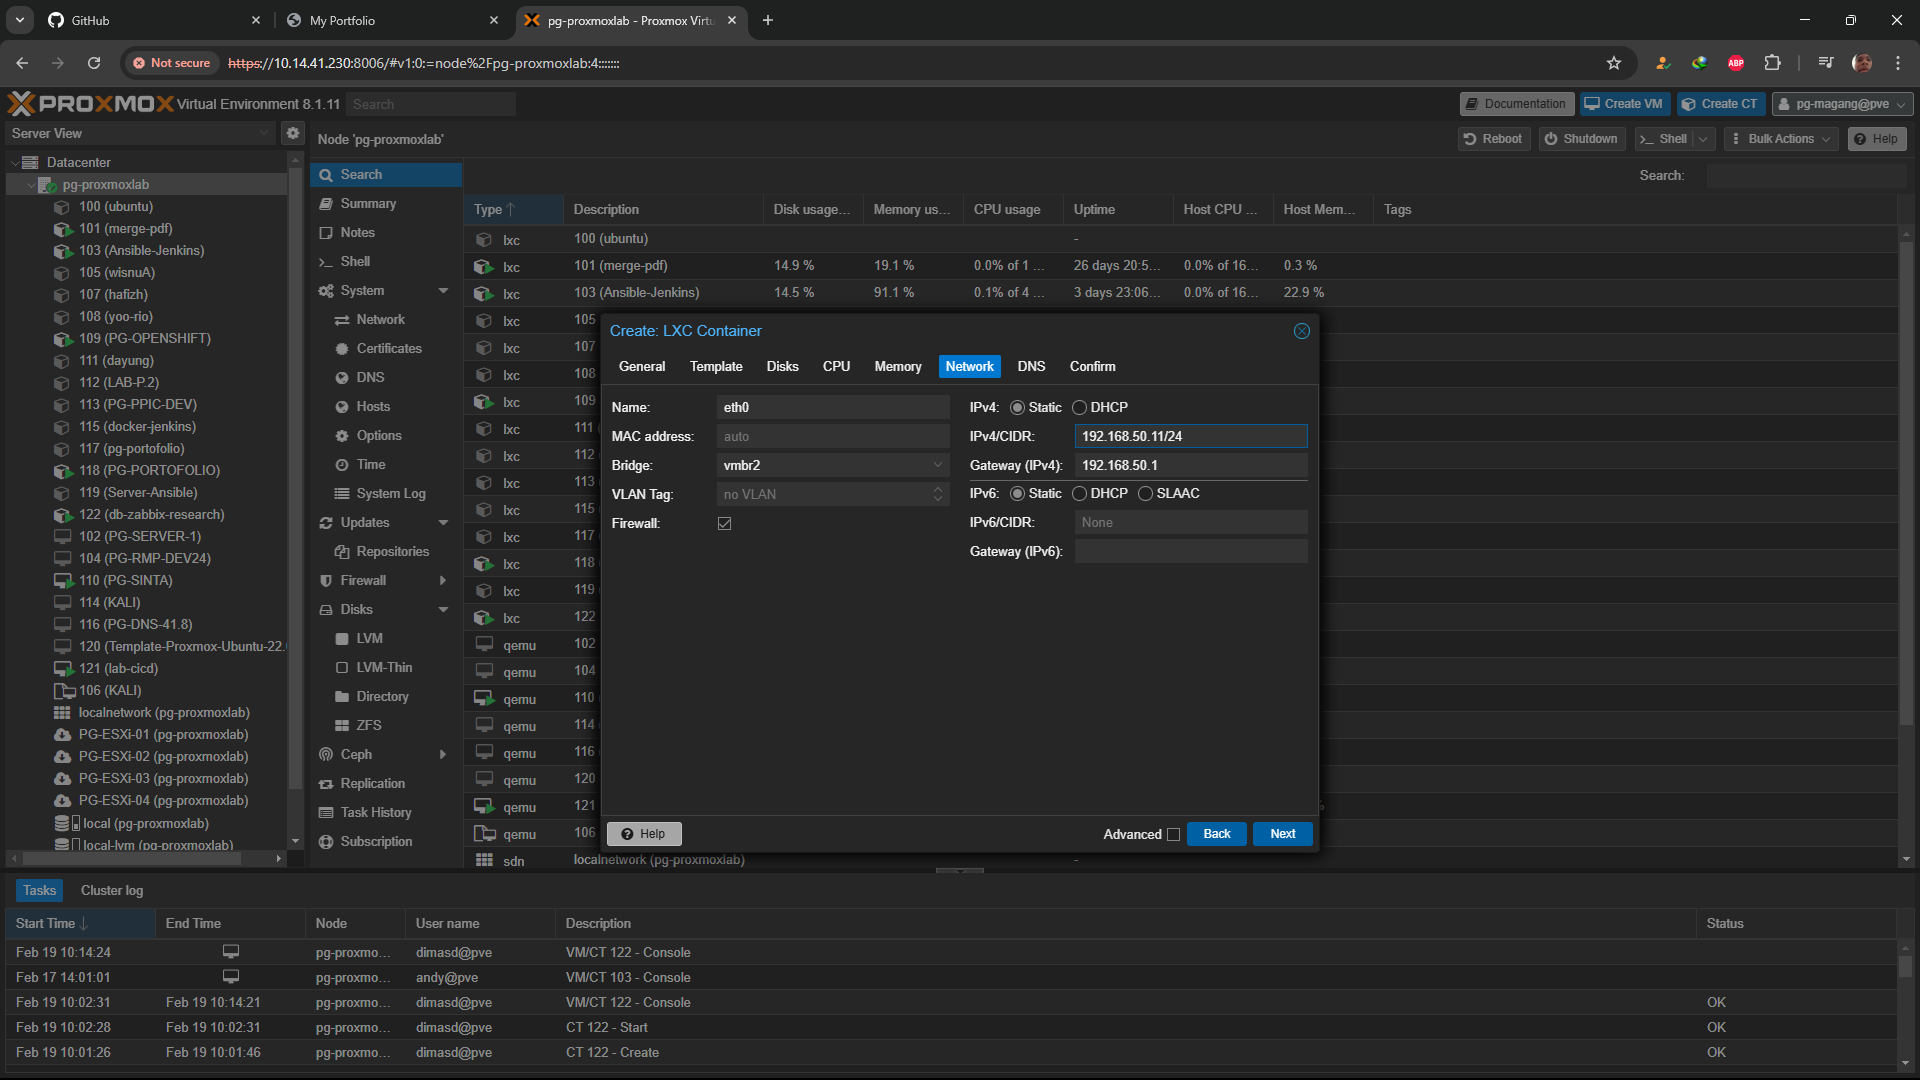 GitHub
My Portfolio
pg-proxmoxlab - Proxmox Virtu
Not secure
https://10.14.41.230:8006/#v1:0:=node%2Fpg-proxmoxlab:4:::::::
ABP
PROXMOX Virtual Environment 8.1.11
Search
Documentation
Create VM
Create CT
pg-magang@pve
Server View
Node 'pg-proxmoxlab'
Reboot
Shutdown
Shell
Bulk Actions
Help
Datacenter
pg-proxmoxlab
100 (ubuntu)
101 (merge-pdf)
103 (Ansible-Jenkins)
105 (wisnuA)
107 (hafizh)
108 (yoo-rio)
109 (PG-OPENSHIFT)
111 (dayung)
112 (LAB-P.2)
113 (PG-PPIC-DEV)
115 (docker-jenkins)
117 (pg-portofolio)
118 (PG-PORTOFOLIO)
119 (Server-Ansible)
122 (db-zabbix-research)
102 (PG-SERVER-1)
104 (PG-RMP-DEV24)
110 (PG-SINTA)
114 (KALI)
116 (PG-DNS-41.8)
120 (Template-Proxmox-Ubuntu-22.
121 (lab-cicd)
106 (KALI)
localnetwork (pg-proxmoxlab)
PG-ESXi-01 (pg-proxmoxlab)
PG-ESXi-02 (pg-proxmoxlab)
PG-ESXi-03 (pg-proxmoxlab)
PG-ESXi-04 (pg-proxmoxlab)
local (pg-proxmoxlab)
local-lvm (pg-proxmoxlab)
Search
Summary
Notes
Shell
System
Network
Certificates
DNS
Hosts
Options
Time
System Log
Updates
Repositories
Firewall
Disks
LVM
LVM-Thin
Directory
ZFS
Ceph
Replication
Task History
Subscription
Search:
Type Description Disk usage... Memory us... CPU usage Uptime Host CPU ... Host Mem... Tags
lxc 100 (ubuntu) -
lxc 101 (merge-pdf) 14.9 % 19.1 % 0.0% of 1 ... 26 days 20:5... 0.0% of 16... 0.3 %
lxc 103 (Ansible-Jenkins) 14.5 % 91.1 % 0.1% of 4 ... 3 days 23:06... 0.0% of 16... 22.9 %
lxc 105
lxc 107
lxc 108
lxc 109
lxc 111
lxc 112
lxc 113
lxc 115
lxc 117
lxc 118
lxc 119
lxc 122
qemu 102
qemu 104
qemu 110
qemu 114
qemu 116
qemu 120
qemu 121 %
qemu 106
sdn localnetwork (pg-proxmoxlab) -
Create: LXC Container
General Template Disks CPU Memory Network DNS Confirm
Name: eth0
MAC address: auto
Bridge: vmbr2
VLAN Tag: no VLAN
Firewall:
IPv4: Static DHCP
IPv4/CIDR: 192.168.50.11/24
Gateway (IPv4): 192.168.50.1
IPv6: Static DHCP SLAAC
IPv6/CIDR: None
Gateway (IPv6):
Help
Advanced
Back
Next
Tasks
Cluster log
Start Time End Time Node User name Description Status
Feb 19 10:14:24 pg-proxmo... dimasd@pve VM/CT 122 - Console
Feb 17 14:01:01 pg-proxmo... andy@pve VM/CT 103 - Console
Feb 19 10:02:31 Feb 19 10:14:21 pg-proxmo... dimasd@pve VM/CT 122 - Console OK
Feb 19 10:02:28 Feb 19 10:02:31 pg-proxmo... dimasd@pve CT 122 - Start OK
Feb 19 10:01:26 Feb 19 10:01:46 pg-proxmo... dimasd@pve CT 122 - Create OK